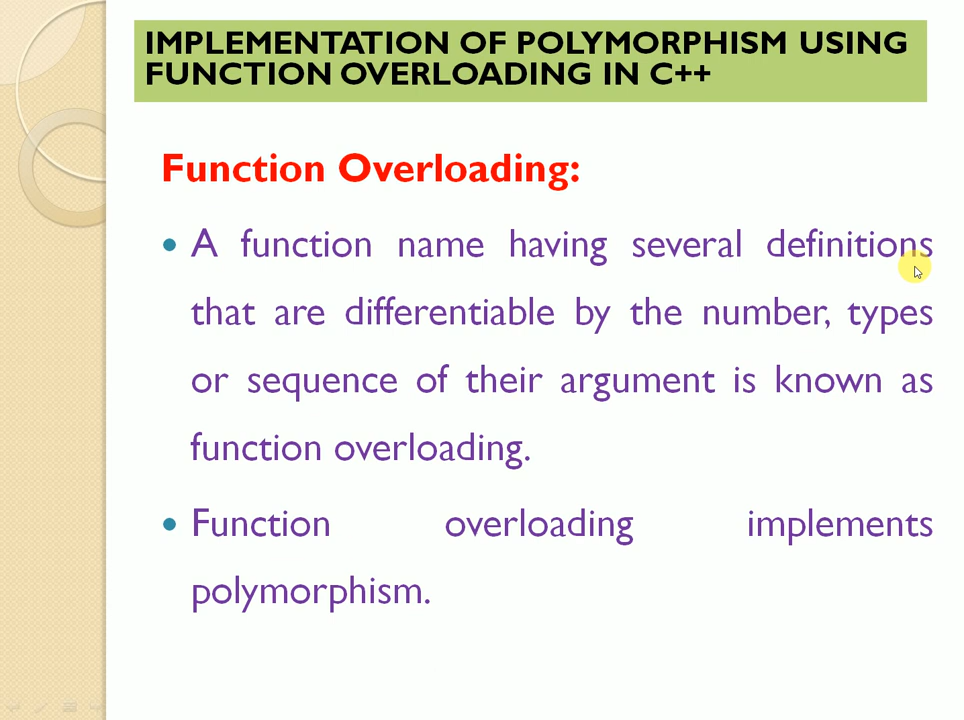 IMPLEMENTATION OF POLYMORPHISM USING
FUNCTION OVERLOADING IN C++
Function Overloading:
• A function name having several definitions
that are differentiable by the number, types
or sequence of their argument is known as
function overloading.
• Function overloading implements
polymorphism.